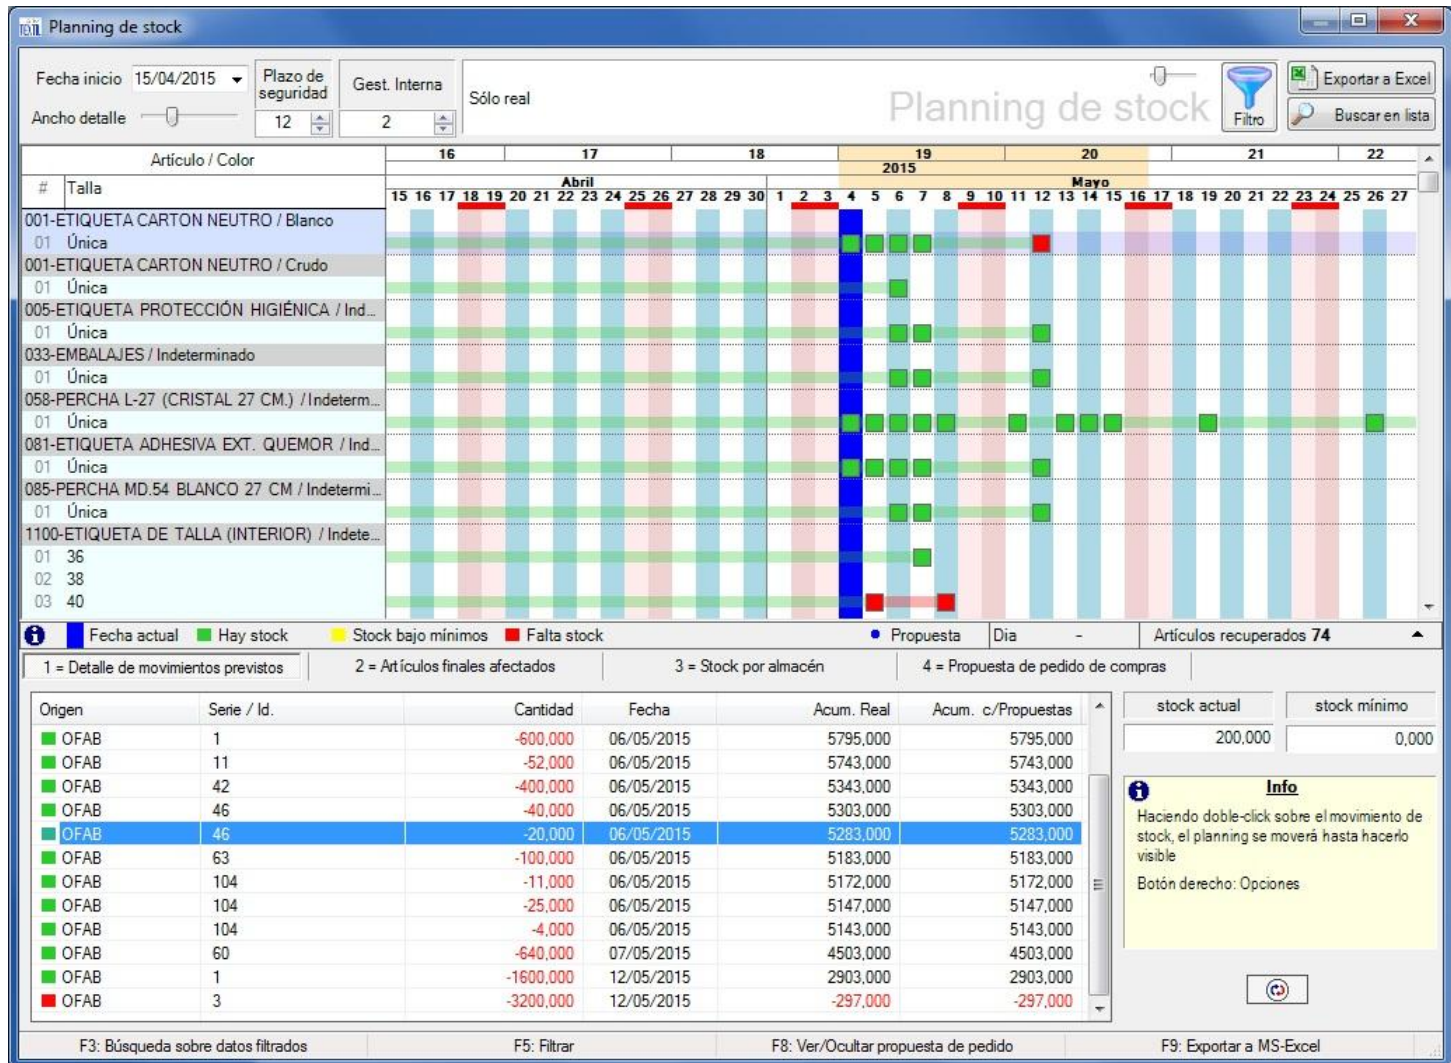 TEXTIL Planning de stock
Fecha inicio 15/04/2015
Plazo de seguridad
Gest. Interna
Sólo real
Planning de stock
Filtro
Exportar a Excel
Ancho detalle
12
2
Buscar en lista
Artículo / Color
16 17 18 19 20 21 22
2015
# Talla
Abril Mayo
15 16 17 18 19 20 21 22 23 24 25 26 27 28 29 30 1 2 3 4 5 6 7 8 9 10 11 12 13 14 15 16 17 18 19 20 21 22 23 24 25 26 27
001-ETIQUETA CARTON NEUTRO / Blanco
01 Única
001-ETIQUETA CARTON NEUTRO / Crudo
01 Única
005-ETIQUETA PROTECCIÓN HIGIÉNICA / Ind...
01 Única
033-EMBALAJES / Indeterminado
01 Única
058-PERCHA L-27 (CRISTAL 27 CM.) / Indeterm...
01 Única
081-ETIQUETA ADHESIVA EXT. QUEMOR / Ind...
01 Única
085-PERCHA MD.54 BLANCO 27 CM / Indetermi...
01 Única
1100-ETIQUETA DE TALLA (INTERIOR) / Indete...
01 36
02 38
03 40
Fecha actual Hay stock Stock bajo mínimos Falta stock Propuesta Dia - Artículos recuperados 74
1 = Detalle de movimientos previstos 2 = Artículos finales afectados 3 = Stock por almacén 4 = Propuesta de pedido de compras
Origen Serie / Id. Cantidad Fecha Acum. Real Acum. c/Propuestas
OFAB 1 -600,000 06/05/2015 5795,000 5795,000
OFAB 11 -52,000 06/05/2015 5743,000 5743,000
OFAB 42 -400,000 06/05/2015 5343,000 5343,000
OFAB 46 -40,000 06/05/2015 5303,000 5303,000
OFAB 46 -20,000 06/05/2015 5283,000 5283,000
OFAB 63 -100,000 06/05/2015 5183,000 5183,000
OFAB 104 -11,000 06/05/2015 5172,000 5172,000
OFAB 104 -25,000 06/05/2015 5147,000 5147,000
OFAB 104 -4,000 06/05/2015 5143,000 5143,000
OFAB 60 -640,000 07/05/2015 4503,000 4503,000
OFAB 1 -1600,000 12/05/2015 2903,000 2903,000
OFAB 3 -3200,000 12/05/2015 -297,000 -297,000
stock actual stock mínimo
200,000 0,000
Info
Haciendo doble-click sobre el movimiento de
stock, el planning se moverá hasta hacerlo
visible
Botón derecho: Opciones
F3: Búsqueda sobre datos filtrados F5: Filtrar F8: Ver/Ocultar propuesta de pedido F9: Exportar a MS-Excel